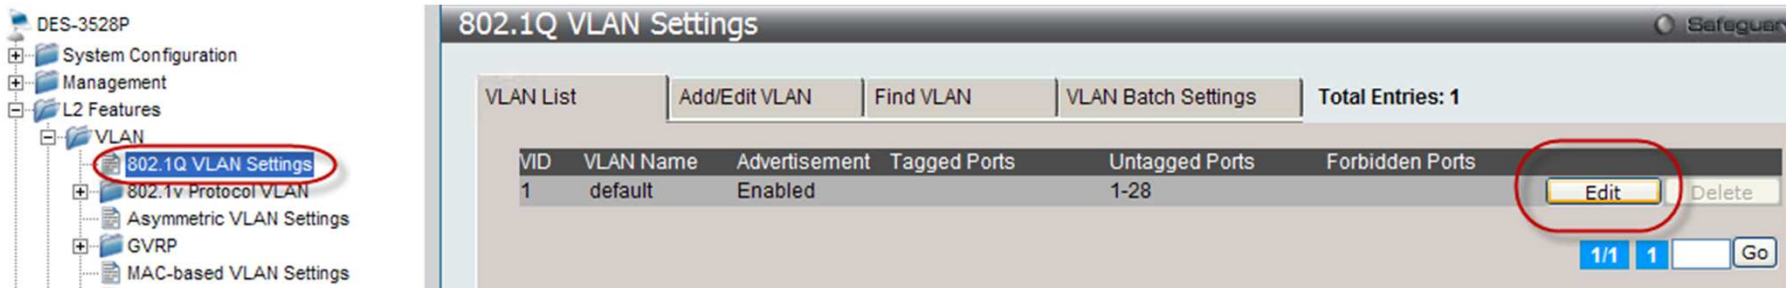 DES-3528P
System Configuration
Management
L2 Features
VLAN
802.1Q VLAN Settings
802.1v Protocol VLAN
Asymmetric VLAN Settings
GVRP
MAC-based VLAN Settings
802.1Q VLAN Settings
VLAN List Add/Edit VLAN Find VLAN VLAN Batch Settings Total Entries: 1
VID VLAN Name Advertisement Tagged Ports Untagged Ports Forbidden Ports
1 default Enabled 1-28 Edit Delete
1/1 1 Go